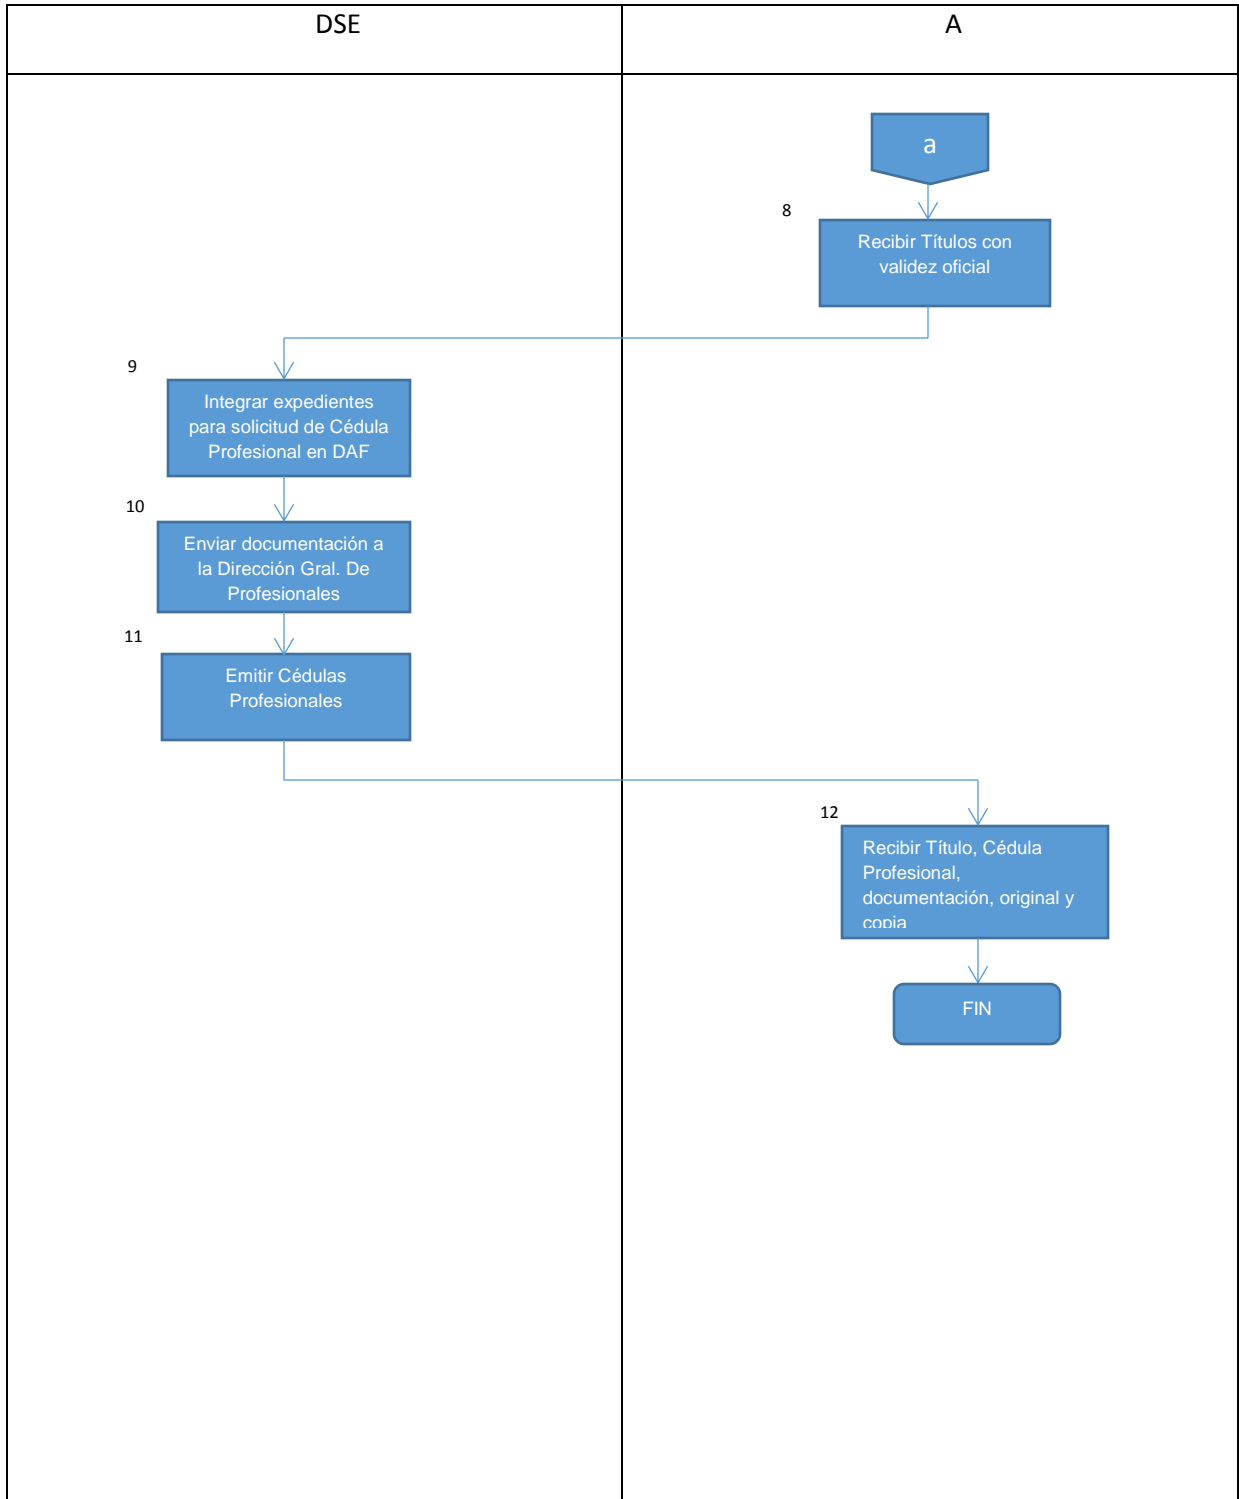 DSE
A
a
8
Recibir Títulos con
validez oficial
9
Integrar expedientes
para solicitud de Cédula
Profesional en DAF
10
Enviar documentación a
la Dirección Gral. De
Profesionales
11
Emitir Cédulas
Profesionales
12
Recibir Título, Cédula
Profesional,
documentación, original y
copia
FIN